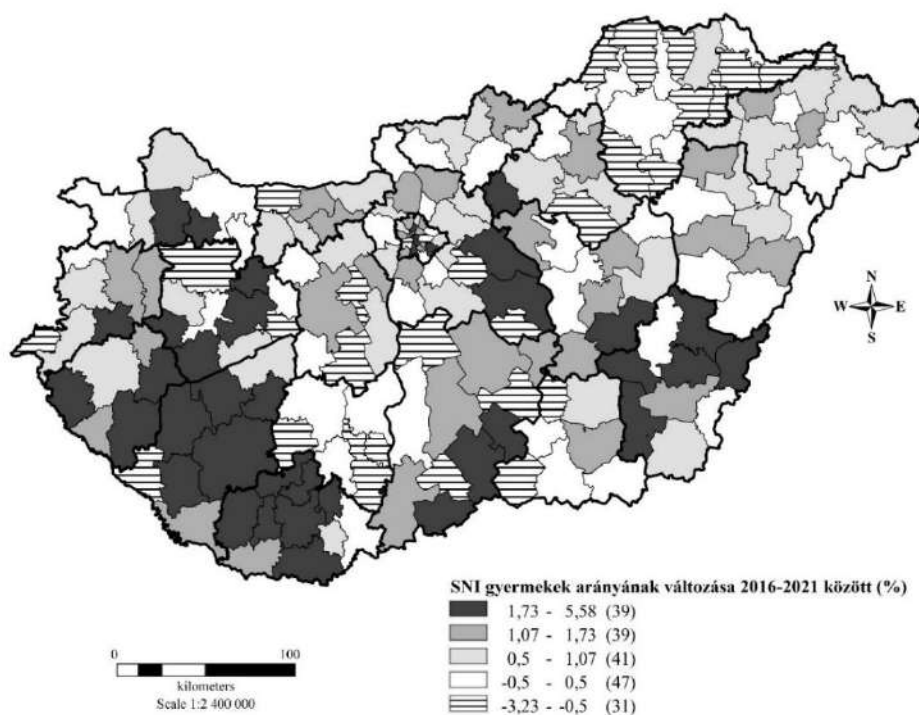 N
W E
S
SNI gyermekek arányának változása 2016-2021 között (%)
1,73 - 5,58 (39)
1,07 - 1,73 (39)
0,5 - 1,07 (41)
-0,5 - 0,5 (47)
-3,23 - -0,5 (31)
0 100
kilometers
Scale 1:2 400 000